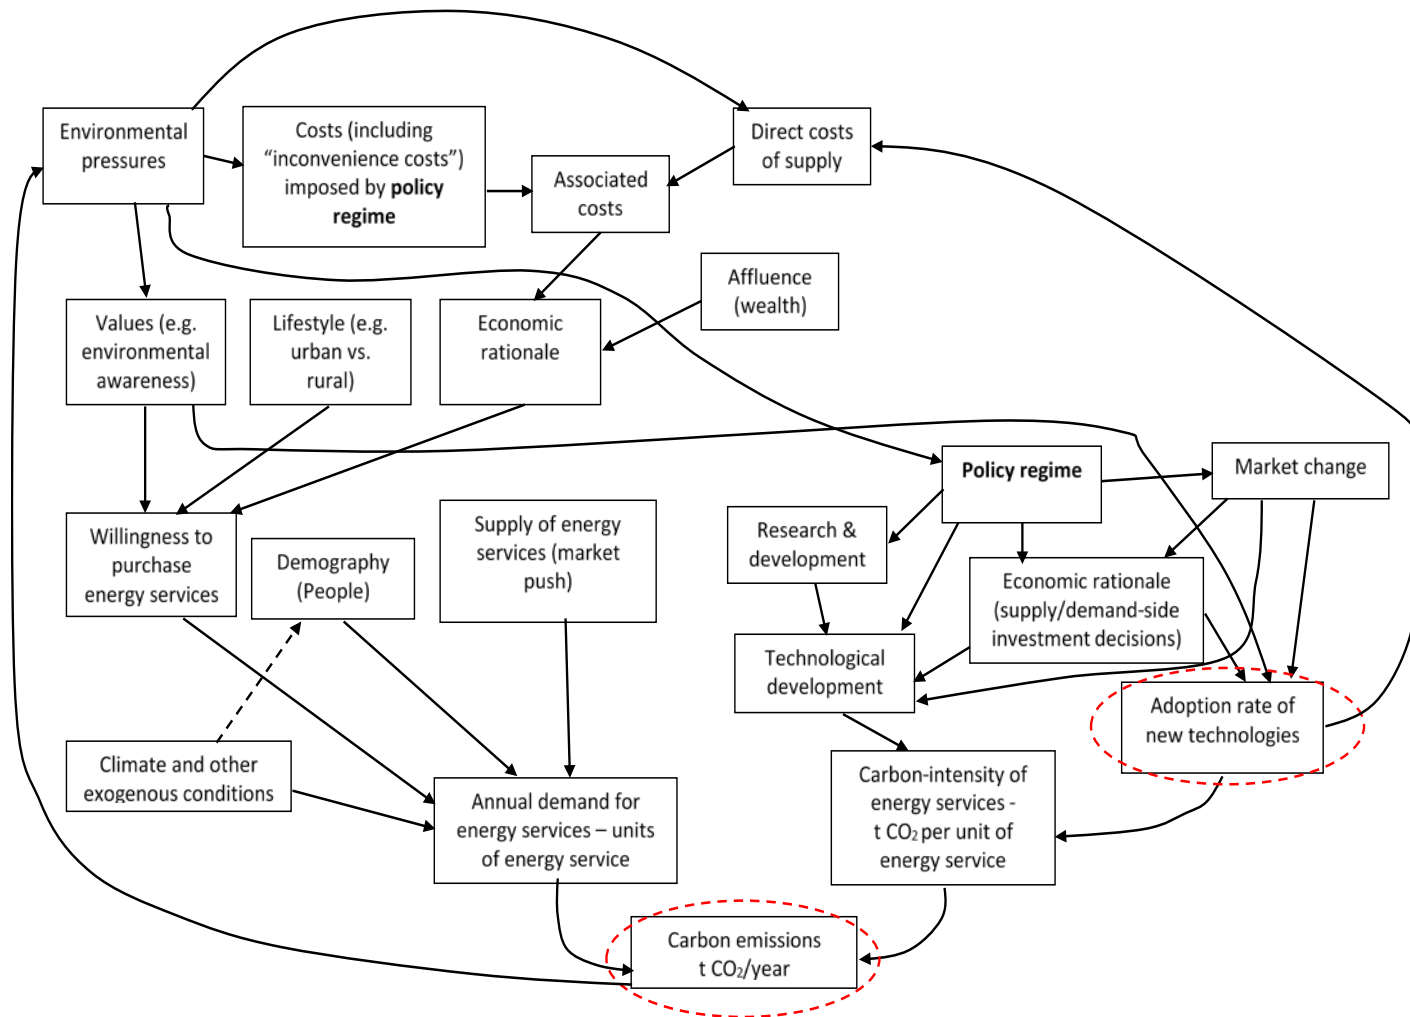 Environmental
pressures
Costs (including
“inconvenience costs”)
imposed by policy
regime
Direct costs
of supply
Associated
costs
Affluence
(wealth)
Values (e.g.
environmental
awareness)
Lifestyle (e.g.
urban vs.
rural)
Economic
rationale
Policy regime
Market change
Willingness to
purchase
energy services
Demography
(People)
Supply of energy
services (market
push)
Research &
development
Economic rationale
(supply/demand-side
investment decisions)
Technological
development
Adoption rate of
new technologies
Climate and other
exogenous conditions
Annual demand for
energy services – units
of energy service
Carbon-intensity of
energy services -
t CO₂ per unit of
energy service
Carbon emissions
t CO₂/year